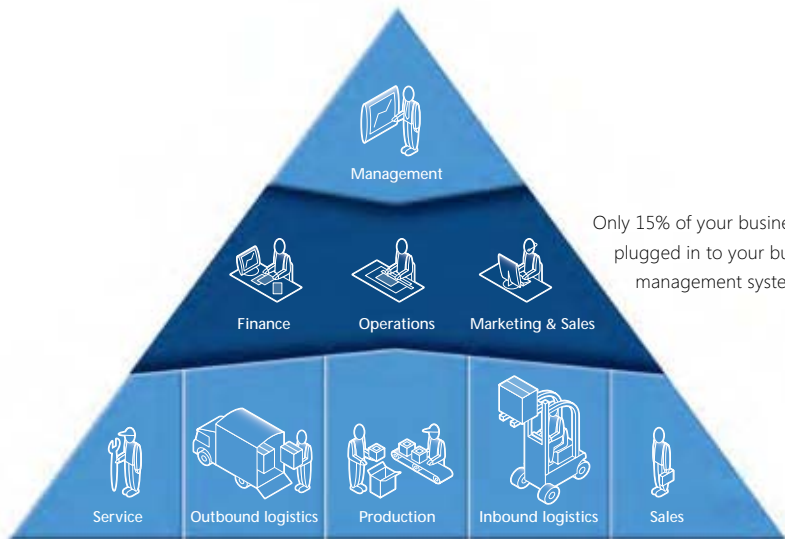 Management
Only 15% of your busine
plugged in to your bu
management syste
Finance
Operations
Marketing & Sales
Service
Outbound logistics
Production
Inbound logistics
Sales